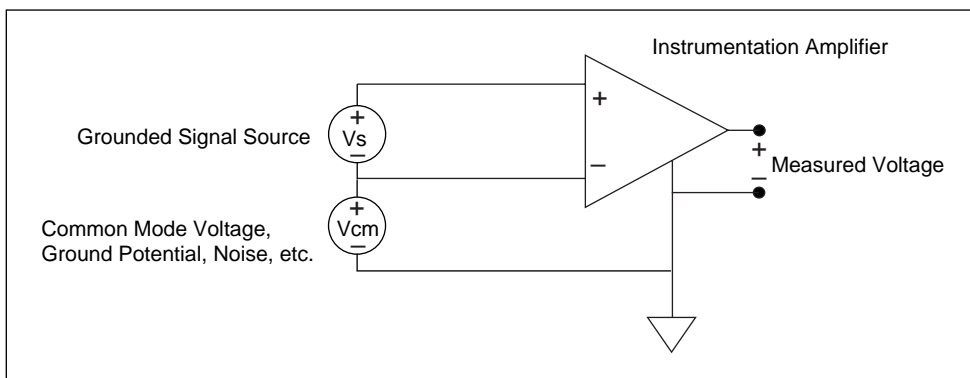 Instrumentation Amplifier
+
+
Grounded Signal Source
Vs
−
−
+
−
Measured Voltage
+
Common Mode Voltage,
Ground Potential, Noise, etc.
Vcm
−